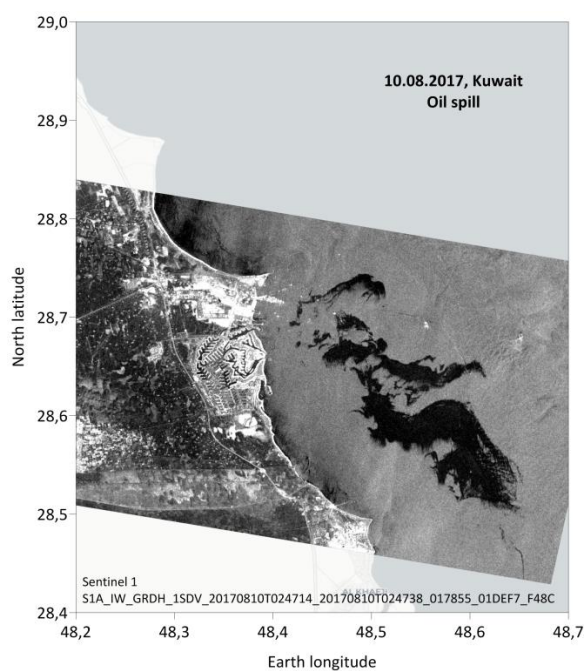 29,0
10.08.2017, Kuwait
Oil spill
28,9
28,8
28,7
North latitude
28,6
28,5
Sentinel 1
AL KHAFJI
S1A_IW_GRDH_1SDV_20170810T024714_20170810T024738_017855_01DEF7_F48C
28,4
48,2 48,3 48,4 48,5 48,6 48,7
Earth longitude